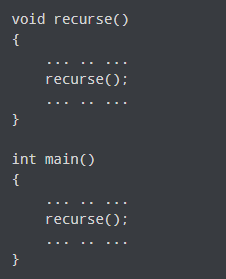 void recurse()
{
    ... .. ...
    recurse();
    ... .. ...
}

int main()
{
    ... .. ...
    recurse();
    ... .. ...
}